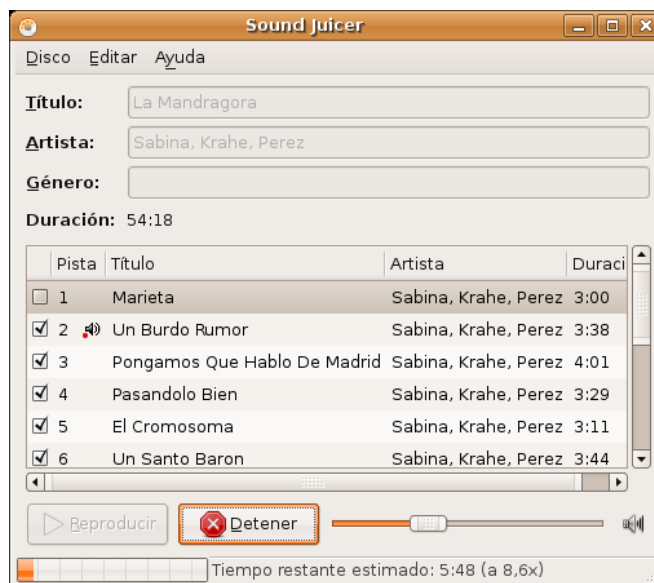 Sound Juicer
Disco Editar Ayuda
Título: La Mandragora
Artista: Sabina, Krahe, Perez
Género:
Duración: 54:18
Pista Título Artista Duraci
1 Marieta Sabina, Krahe, Perez 3:00
2 Un Burdo Rumor Sabina, Krahe, Perez 3:38
3 Pongamos Que Hablo De Madrid Sabina, Krahe, Perez 4:01
4 Pasandolo Bien Sabina, Krahe, Perez 3:29
5 El Cromosoma Sabina, Krahe, Perez 3:11
6 Un Santo Baron Sabina, Krahe, Perez 3:44
Reproducir Detener
Tiempo restante estimado: 5:48 (a 8,6x)